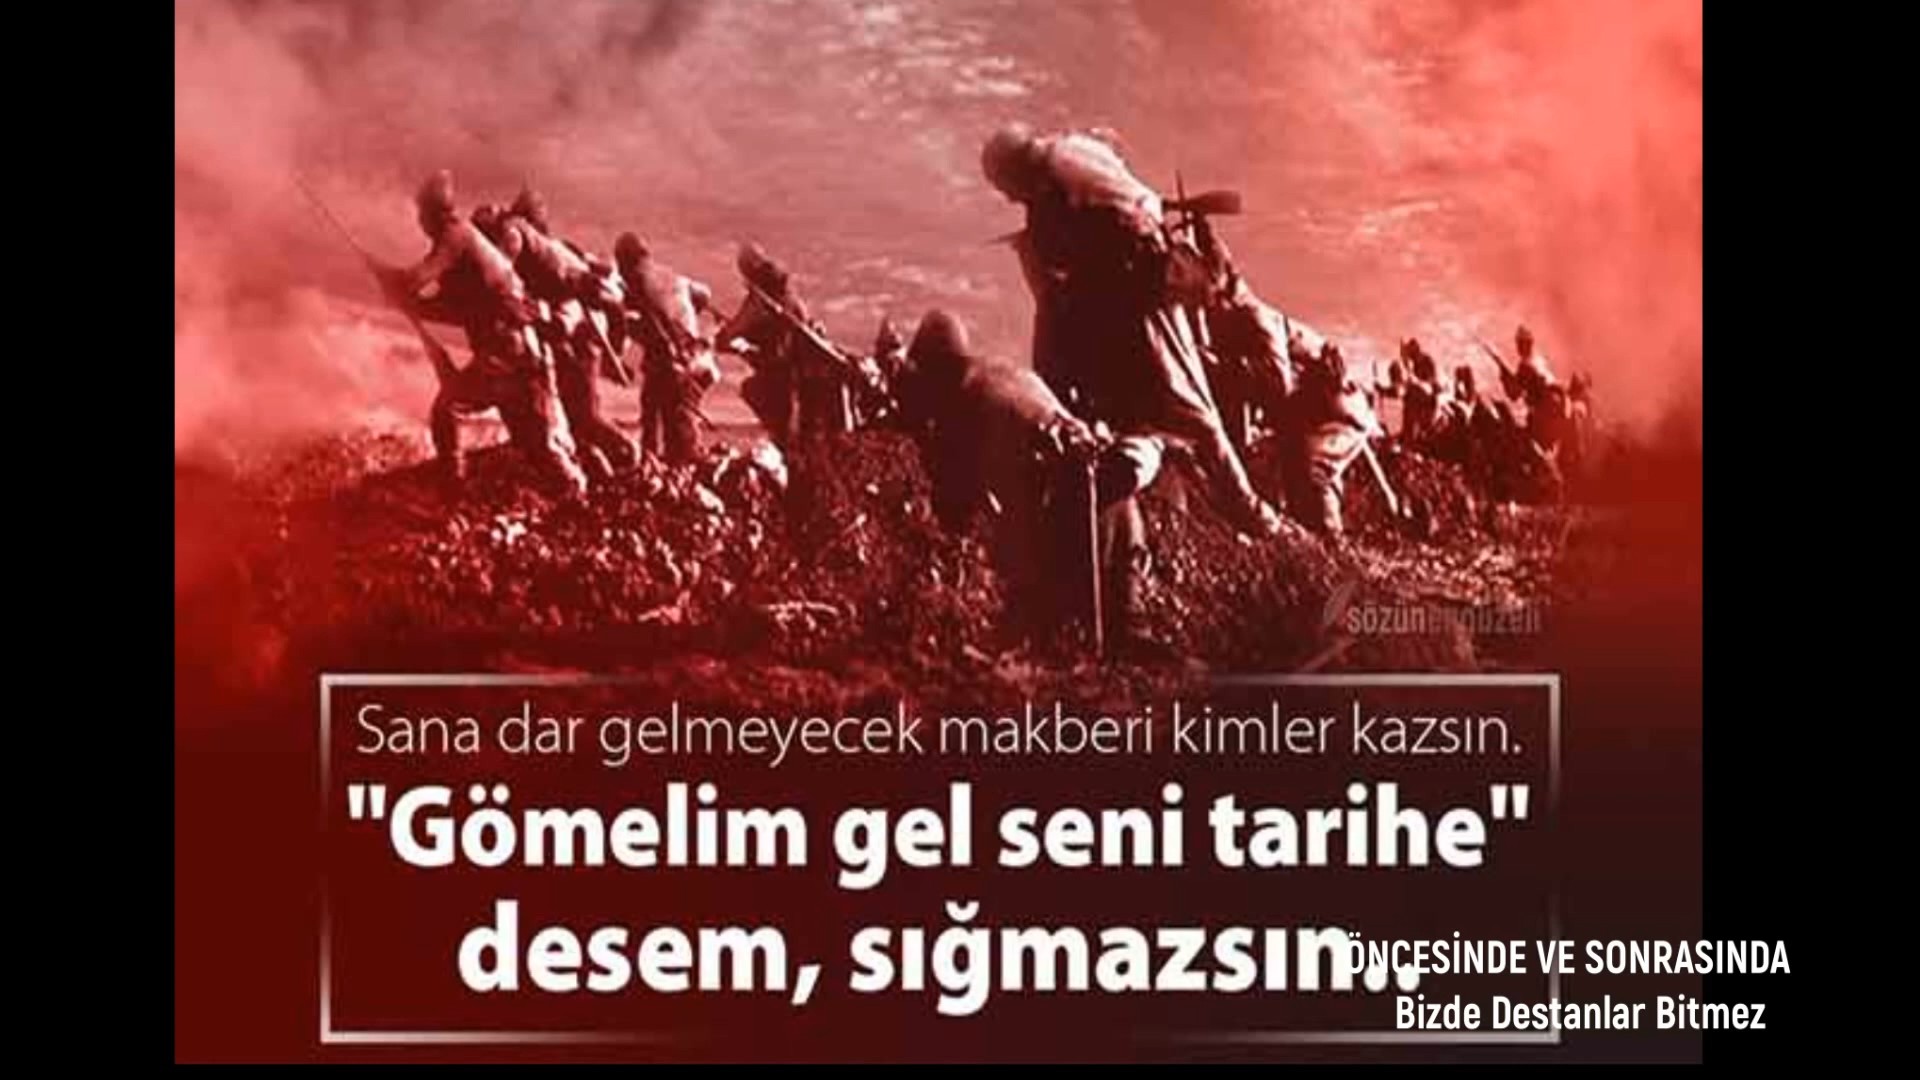 sözünengüzeli
Sana dar gelmeyecek makberi kimler kazsın.
"Gömelim gel seni tarihe"
desem, sığmazsın..
ÖNCESİNDE VE SONRASINDA
Bizde Destanlar Bitmez